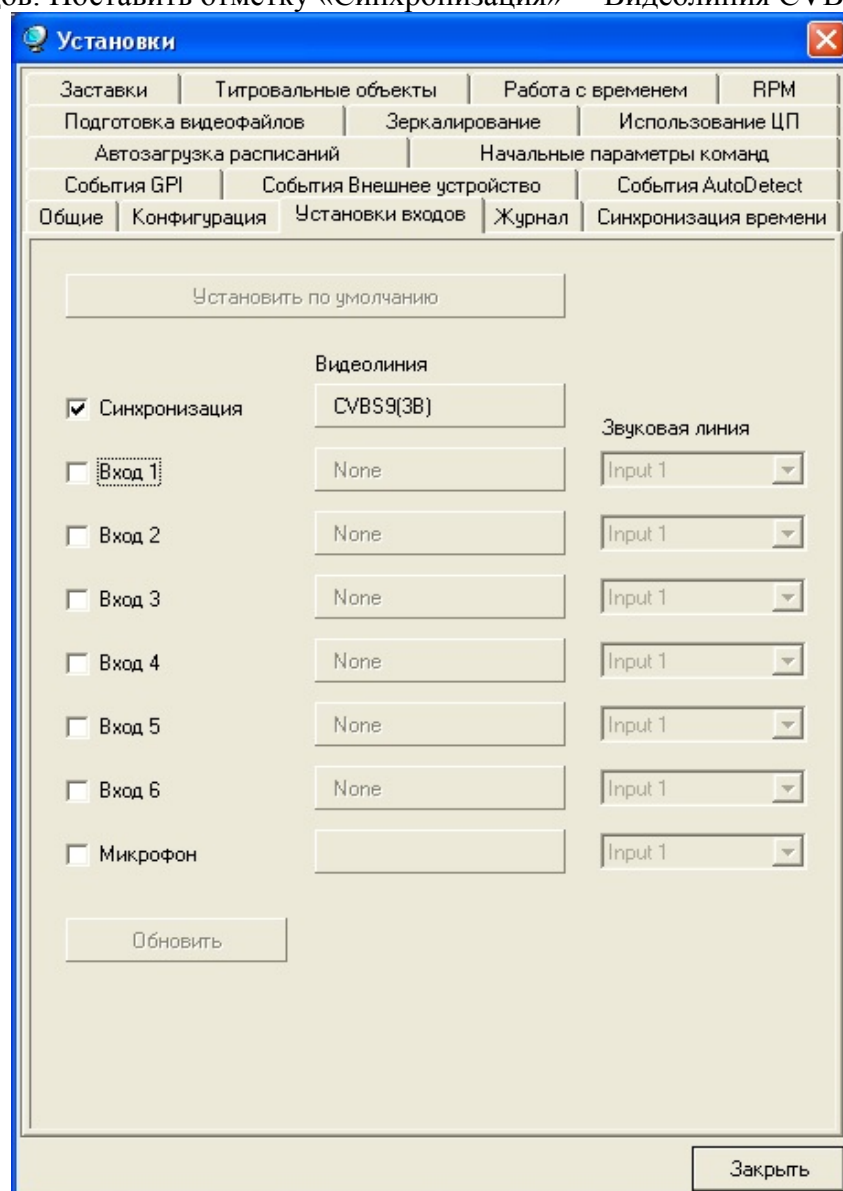 Поставить отметку «Синхронизация» Видеолиния
Установки
Заставки Титровальные объекты Работа с временем RPM
Подготовка видеофайлов Зеркалирование Использование ЦП
Автозагрузка расписаний Начальные параметры команд
События GPI События Внешнее устройство События AutoDetect
Общие Конфигурация Установки входов Журнал Синхронизация времени
Установить по умолчанию
Видеолиния
Синхронизация CVBS9(3B)
Звуковая линия
Вход 1 None Input 1
Вход 2 None Input 1
Вход 3 None Input 1
Вход 4 None Input 1
Вход 5 None Input 1
Вход 6 None Input 1
Микрофон Input 1
Обновить
Закрыть